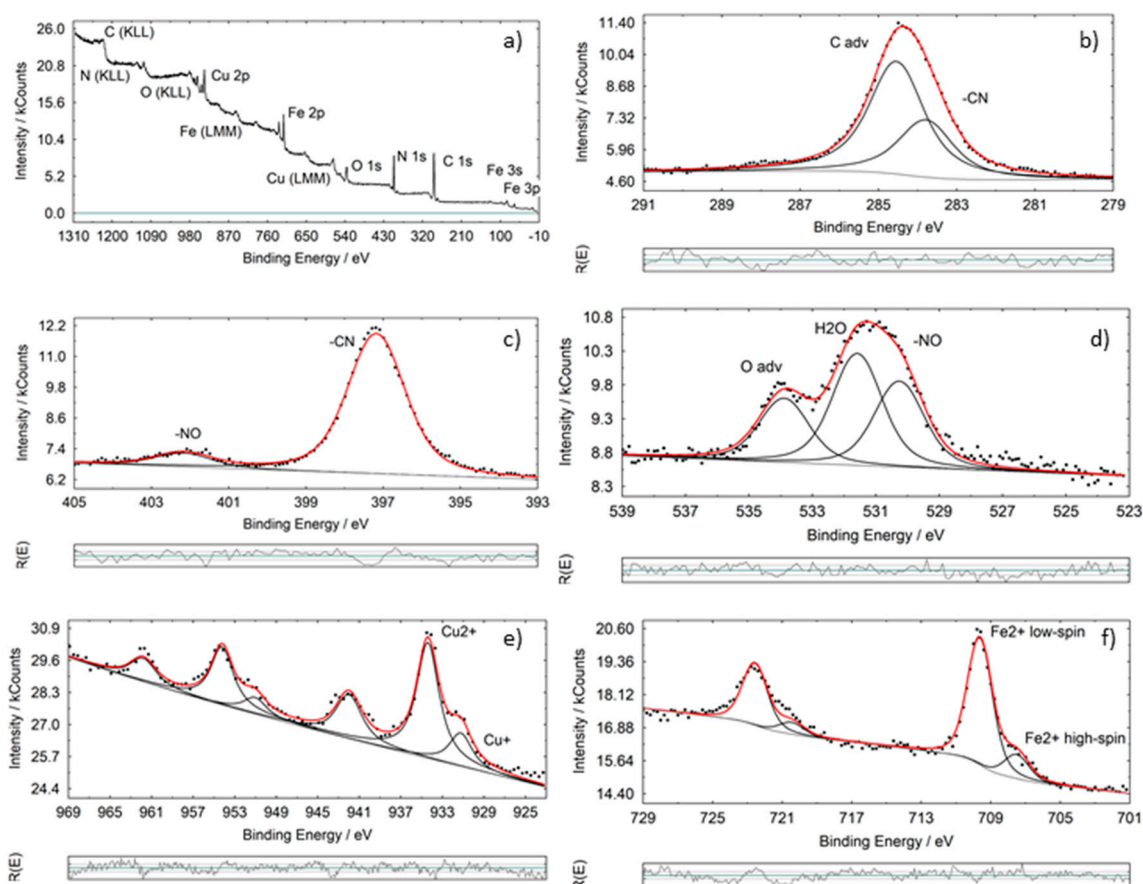 a)
Intensity / kCounts
26.0
20.8
15.6
10.4
5.2
0.0
C (KLL)
N (KLL)
O (KLL)
Cu 2p
Fe (LMM)
Fe 2p
Cu (LMM)
O 1s
N 1s
C 1s
Fe 3s
Fe 3p
1310 1200 1090 980 870 760 650 540 430 320 210 100 -10
Binding Energy / eV
b)
Intensity / kCounts
11.40
10.04
8.68
7.32
5.96
4.60
C adv
-CN
291 289 287 285 283 281 279
Binding Energy / eV
R(E)
c)
Intensity / kCounts
12.2
11.0
9.8
8.6
7.4
6.2
-CN
-NO
405 402 401 399 397 395 393
Binding Energy / eV
R(E)
d)
Intensity / kCounts
10.8
10.3
9.8
9.3
8.8
8.3
H2O
-NO
O adv
539 537 535 533 531 529 527 525 523
Binding Energy / eV
R(E)
e)
Intensity / kCounts
30.9
29.6
28.3
27.0
25.7
24.4
Cu2+
Cu+
969 965 961 957 953 949 945 941 937 933 929 925
Binding Energy / eV
R(E)
f)
Intensity / kCounts
20.60
19.36
18.12
16.88
15.64
14.40
Fe2+ low-spin
Fe2+ high-spin
729 725 721 717 713 709 705 701
Binding Energy / eV
R(E)